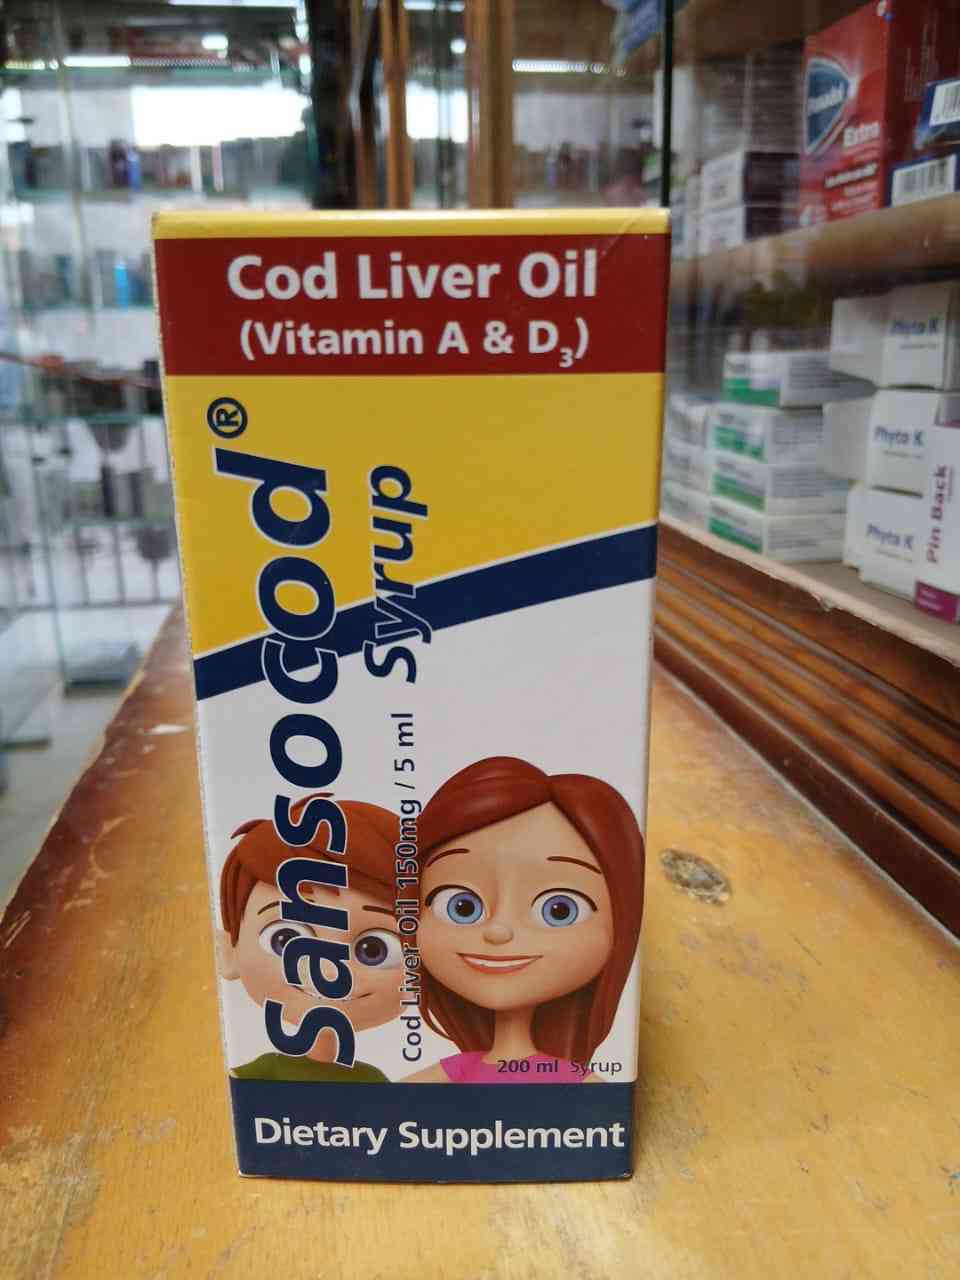 Cod Liver Oil
(Vitamin A & D3)
Sansocod®
Syrup
Cod Liver Oil 150mg / 5 ml
200 ml Syrup
Dietary Supplement
Extra
Phyto K
Phyto K
Phyto K
Pin Back